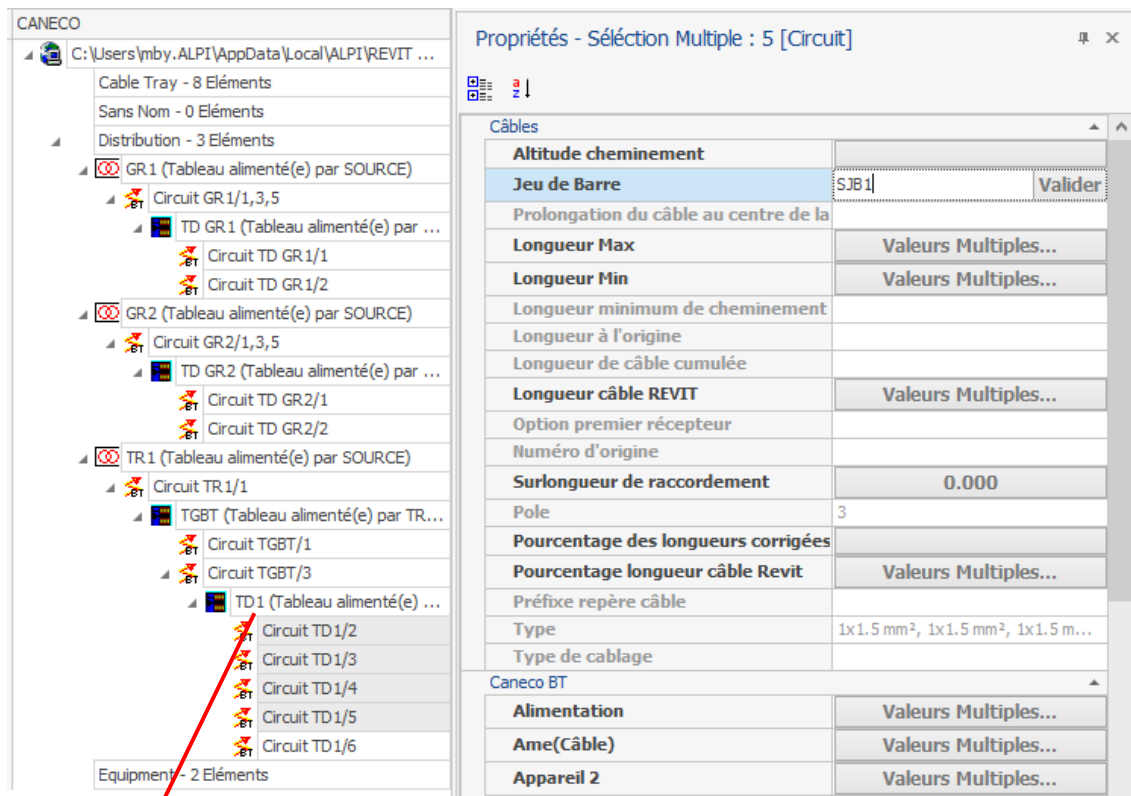 CANECO
C:\Users\mby.ALPI\AppData\Local\ALPI\REVIT ...
Cable Tray - 8 Eléments
Sans Nom - 0 Eléments
Distribution - 3 Eléments
GR1 (Tableau alimenté(e) par SOURCE)
Circuit GR1/1,3,5
TD GR1 (Tableau alimenté(e) par ...
Circuit TD GR1/1
Circuit TD GR1/2
GR2 (Tableau alimenté(e) par SOURCE)
Circuit GR2/1,3,5
TD GR2 (Tableau alimenté(e) par ...
Circuit TD GR2/1
Circuit TD GR2/2
TR1 (Tableau alimenté(e) par SOURCE)
Circuit TR1/1
TGBT (Tableau alimenté(e) par TR...
Circuit TGBT/1
Circuit TGBT/3
TD1 (Tableau alimenté(e) ...
Circuit TD1/2
Circuit TD1/3
Circuit TD1/4
Circuit TD1/5
Circuit TD1/6
Equipment - 2 Eléments
Propriétés - Séléction Multiple : 5 [Circuit]
Câbles
Altitude cheminement
Jeu de Barre SJB1 Valider
Prolongation du câble au centre de la
Longueur Max Valeurs Multiples...
Longueur Min Valeurs Multiples...
Longueur minimum de cheminement
Longueur à l'origine
Longueur de câble cumulée
Longueur câble REVIT Valeurs Multiples...
Option premier récepteur
Numéro d'origine
Surlongueur de raccordement 0.000
Pole 3
Pourcentage des longueurs corrigées
Pourcentage longueur câble Revit Valeurs Multiples...
Préfixe repère câble
Type 1x1.5 mm², 1x1.5 mm², 1x1.5 m...
Type de cablage
Caneco BT
Alimentation Valeurs Multiples...
Ame(Câble) Valeurs Multiples...
Appareil 2 Valeurs Multiples...